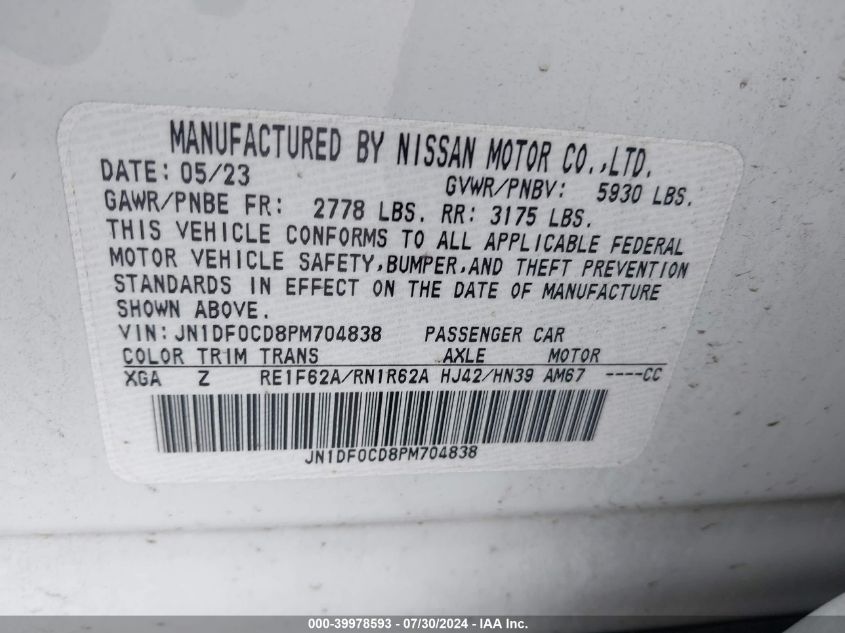 MANUFACTURED BY NISSAN MOTOR CO.,LTD.
DATE: 05/23 GVWR/PNBV: 5930 LBS.
GAWR/PNBE FR: 2778 LBS. RR: 3175 LBS.
THIS VEHICLE CONFORMS TO ALL APPLICABLE FEDERAL
MOTOR VEHICLE SAFETY,BUMPER,AND THEFT PREVENTION
STANDARDS IN EFFECT ON THE DATE OF MANUFACTURE
SHOWN ABOVE.
VIN: JN1DF0CD8PM704838 PASSENGER CAR
COLOR TRIM TRANS AXLE MOTOR
XGA Z RE1F62A/RN1R62A HJ42/HN39 AM67 ----CC
JN1DF0CD8PM704838
000-39978593 / 07/30/2024 - IAA Inc.